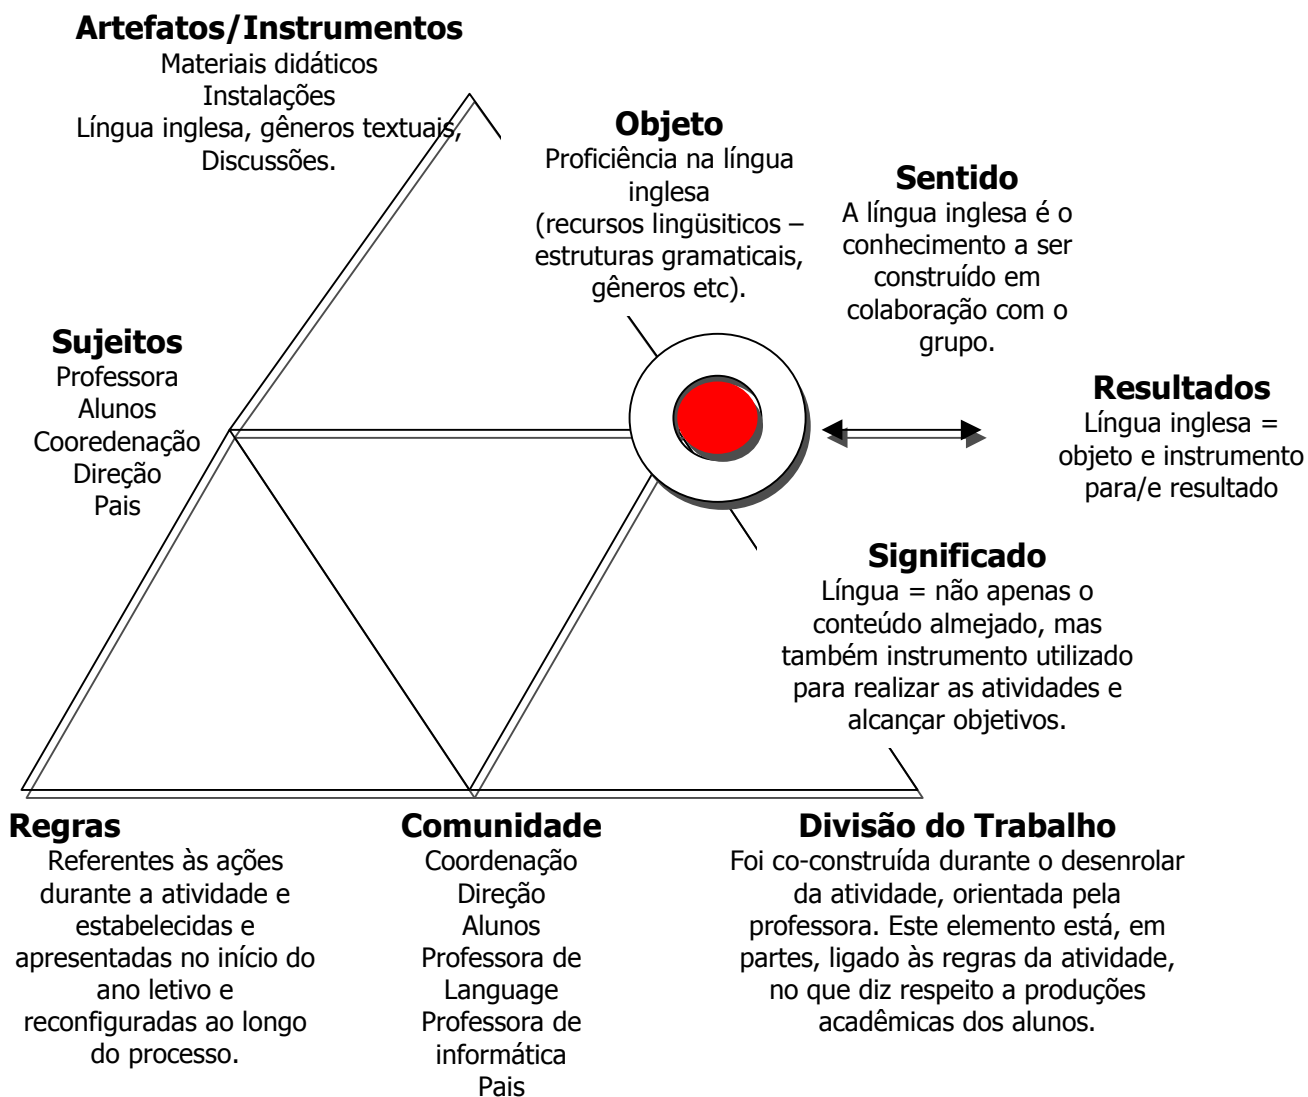 Artefatos/Instrumentos
Materiais didáticos
Instalações
Língua inglesa, gêneros textuais,
Discussões.
Objeto
Proficiência na língua
inglesa
(recursos lingüsiticos –
estruturas gramaticais,
gêneros etc).
Sentido
A língua inglesa é o
conhecimento a ser
construído em
colaboração com o
grupo.
Sujeitos
Professora
Alunos
Cooredenação
Direção
Pais
Resultados
Língua inglesa =
objeto e instrumento
para/e resultado
Significado
Língua = não apenas o
conteúdo almejado, mas
também instrumento utilizado
para realizar as atividades e
alcançar objetivos.
Regras
Referentes às ações
durante a atividade e
estabelecidas e
apresentadas no início do
ano letivo e
reconfiguradas ao longo
do processo.
Comunidade
Coordenação
Direção
Alunos
Professora de
Language
Professora de
informática
Pais
Divisão do Trabalho
Foi co-construída durante o desenrolar
da atividade, orientada pela
professora. Este elemento está, em
partes, ligado às regras da atividade,
no que diz respeito a produções
acadêmicas dos alunos.